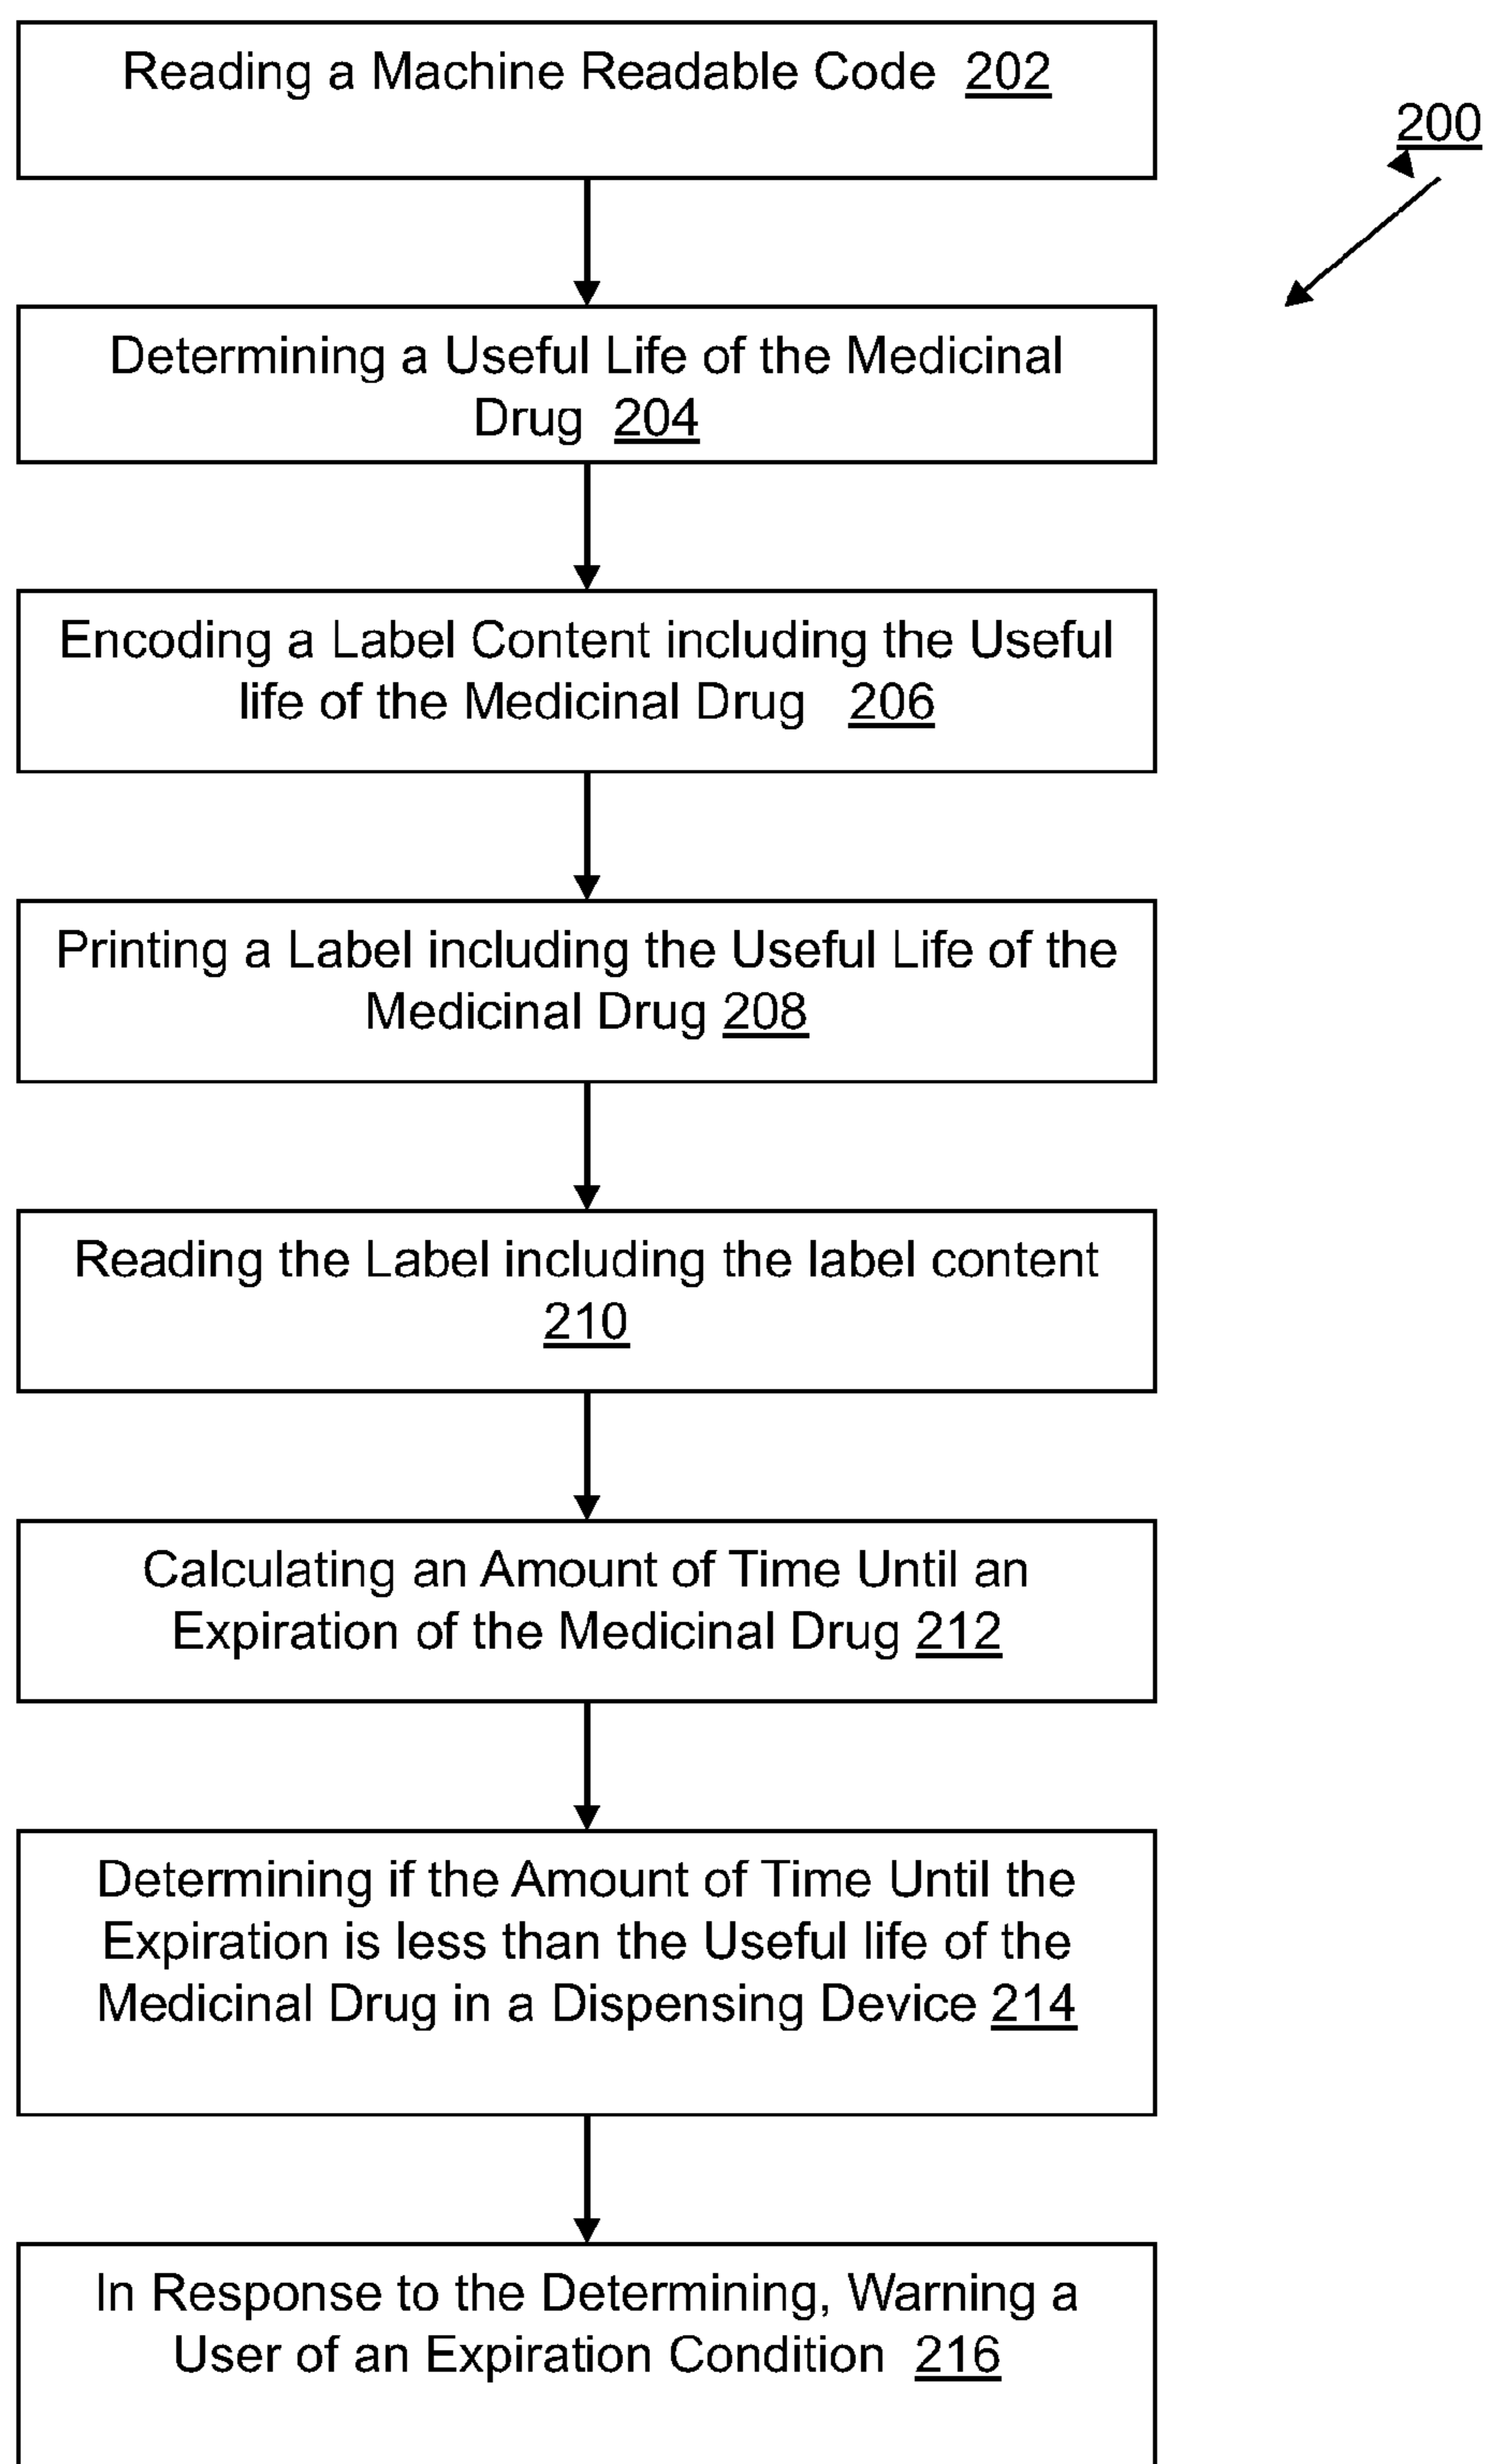 Reading a Machine Readable Code 202
200
Determining a Useful Life of the Medicinal
Drug 204
Encoding a Label Content including the Useful
life of the Medicinal Drug 206
Printing a Label including the Useful Life of the
Medicinal Drug 208
Reading the Label including the label content
210
Calculating an Amount of Time Until an
Expiration of the Medicinal Drug 212
Determining if the Amount of Time Until the
Expiration is less than the Useful life of the
Medicinal Drug in a Dispensing Device 214
In Response to the Determining, Warning a
User of an Expiration Condition 216